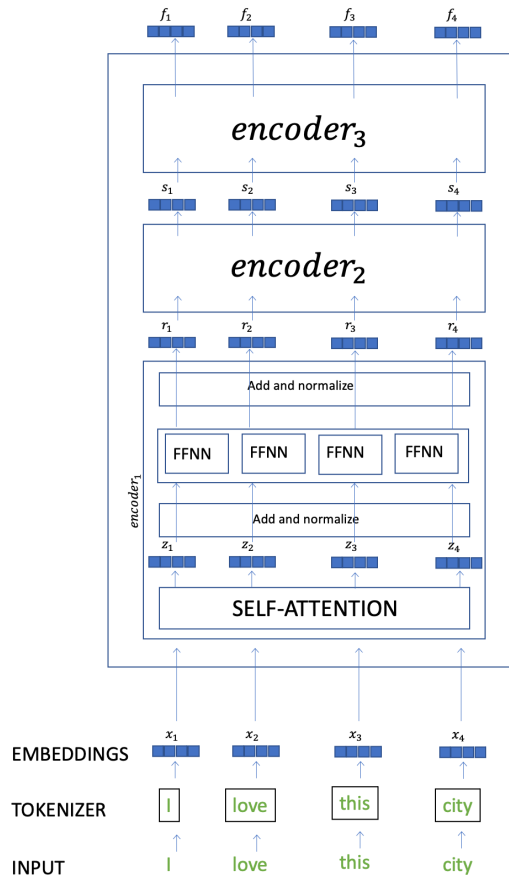 f₁ f₂ f₃ f₄
encoder₃
s₁ s₂ s₃ s₄
encoder₂
r₁ r₂ r₃ r₄
Add and normalize
FFNN FFNN FFNN FFNN
encoder₁
Add and normalize
z₁ z₂ z₃ z₄
SELF-ATTENTION
x₁ x₂ x₃ x₄
EMBEDDINGS
TOKENIZER I love this city
INPUT I love this city